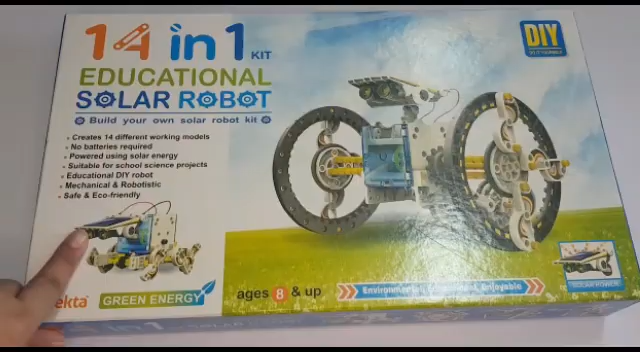 14 in 1 KIT
EDUCATIONAL
SOLAR ROBOT
Build your own solar robot kit
Creates 14 different working models
No batteries required
Powered using solar energy
Suitable for school science projects
Educational DIY robot
Mechanical & Robotistic
Safe & Eco-friendly
DIY
ekta
GREEN ENERGY
ages 8 & up
Enjoyable
SOLAR POWER